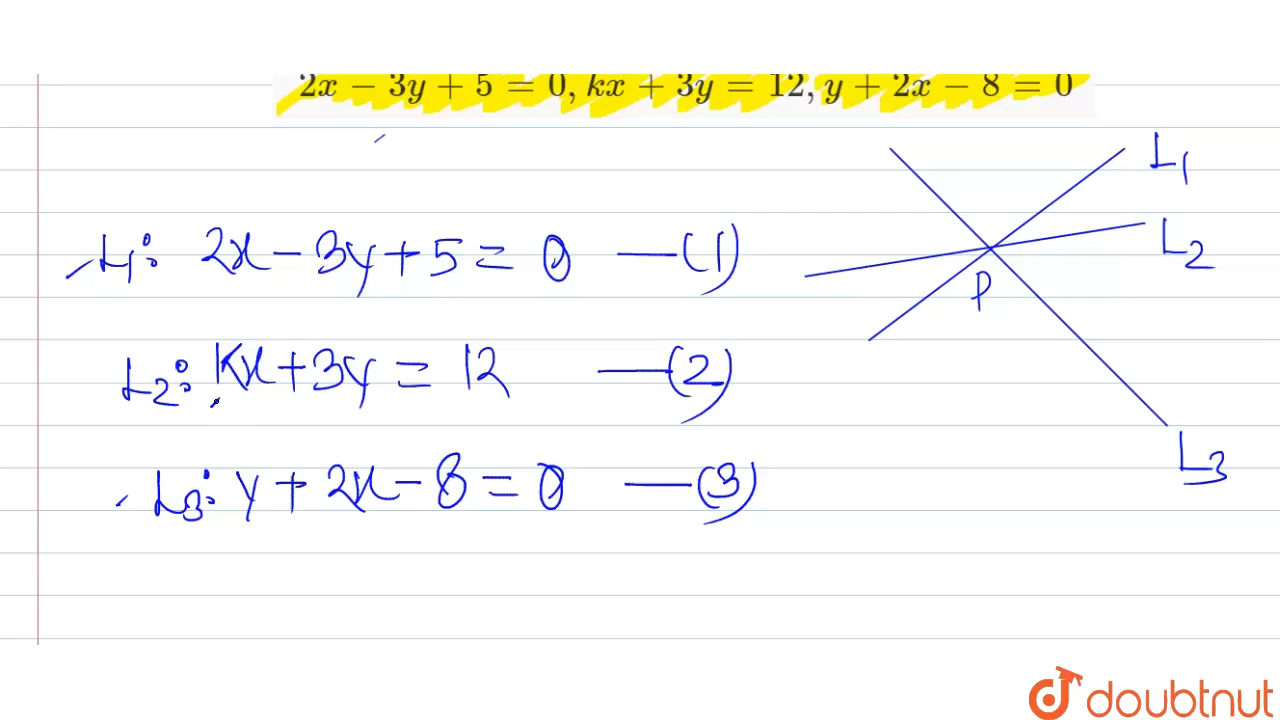 2x − 3y + 5 = 0, kx + 3y = 12, y + 2x − 8 = 0
L1: 2x − 3y + 5 = 0 — (1)
L2: Kx + 3y = 12 — (2)
L3: y + 2x − 8 = 0 — (3)
L1
L2
P
L3
doubtnut